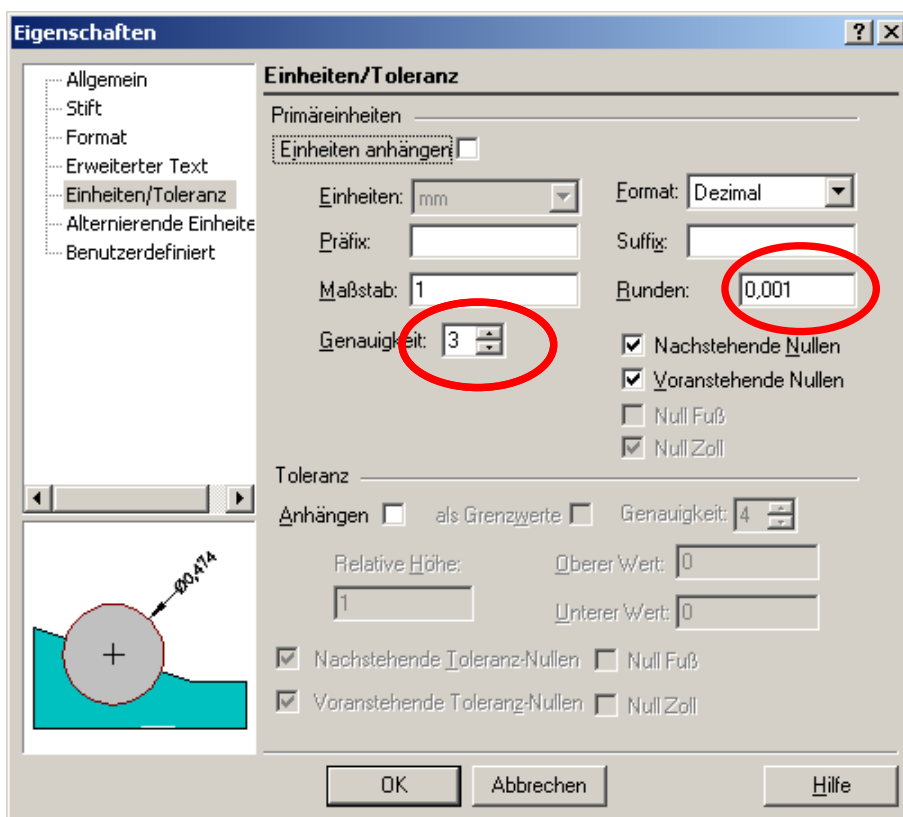 Eigenschaften
Allgemein
Stift
Format
Erweiterter Text
Einheiten/Toleranz
Alternierende Einheite
Benutzerdefiniert
Einheiten/Toleranz
Primäreinheiten
Einheiten anhängen
Einheiten: mm Format: Dezimal
Präfix: Suffix:
Maßstab: 1 Runden: 0,001
Genauigkeit: 3
Nachstehende Nullen
Voranstehende Nullen
Null Fuß
Null Zoll
Toleranz
Anhängen als Grenzwerte Genauigkeit: 4
Relative Höhe: Oberer Wert: 0
1 Unterer Wert: 0
Nachstehende Toleranz-Nullen Null Fuß
Voranstehende Toleranz-Nullen Null Zoll
Ø0,474
OK Abbrechen Hilfe